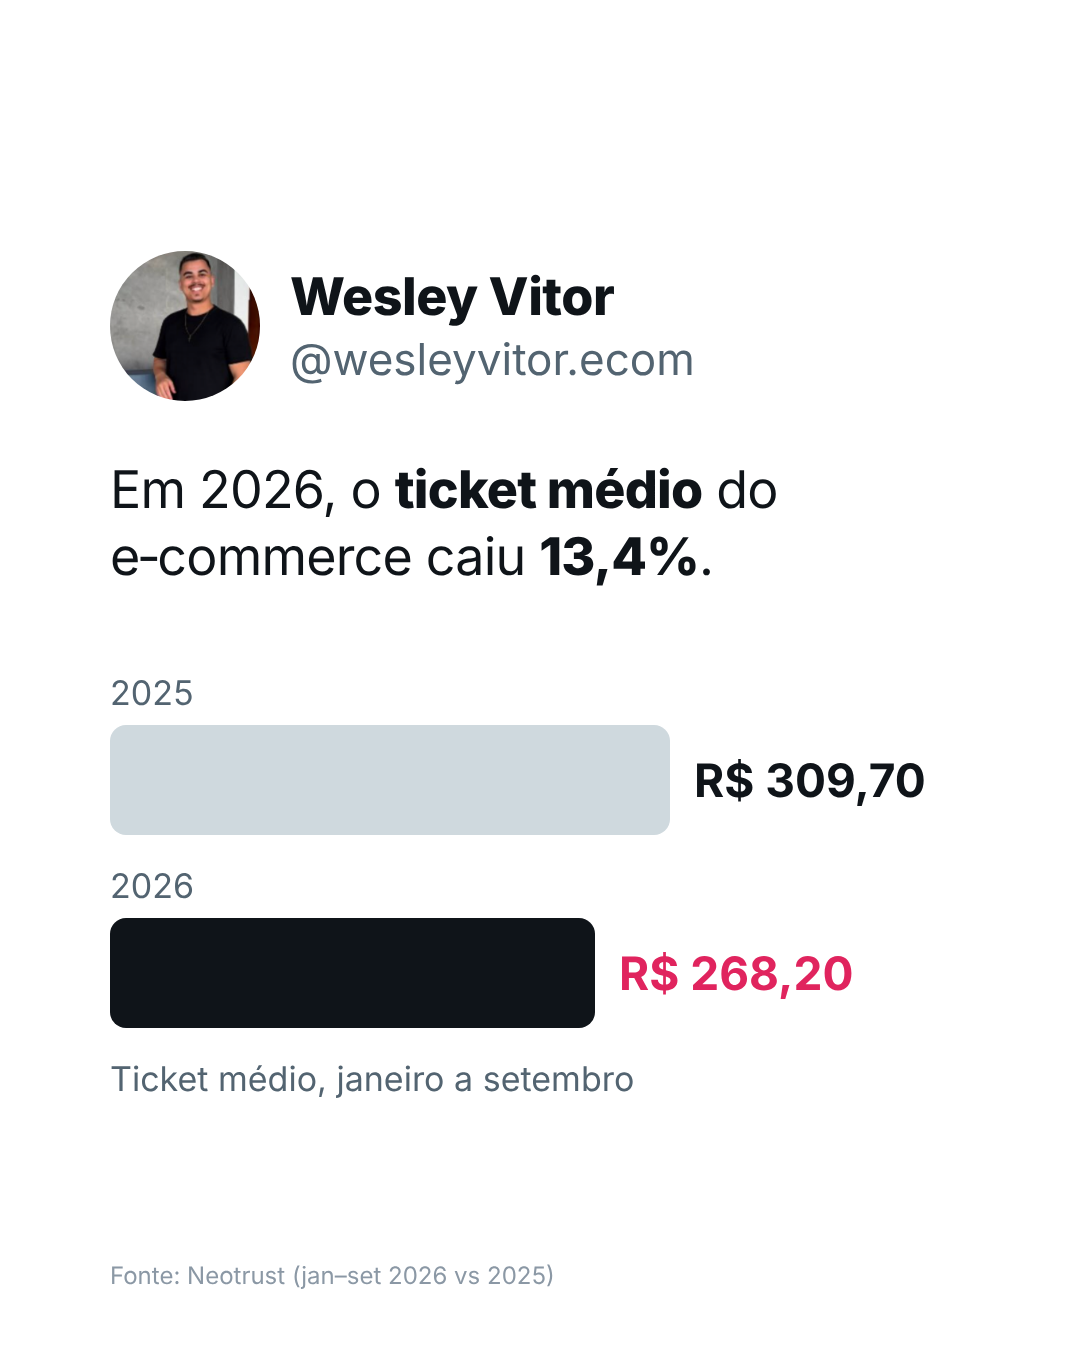 Wesley Vitor
@wesleyvitor.ecom
Em 2026, o ticket médio do
e-commerce caiu 13,4%.
2025
R$ 309,70
2026
R$ 268,20
Ticket médio, janeiro a setembro
Fonte: Neotrust (jan–set 2026 vs 2025)